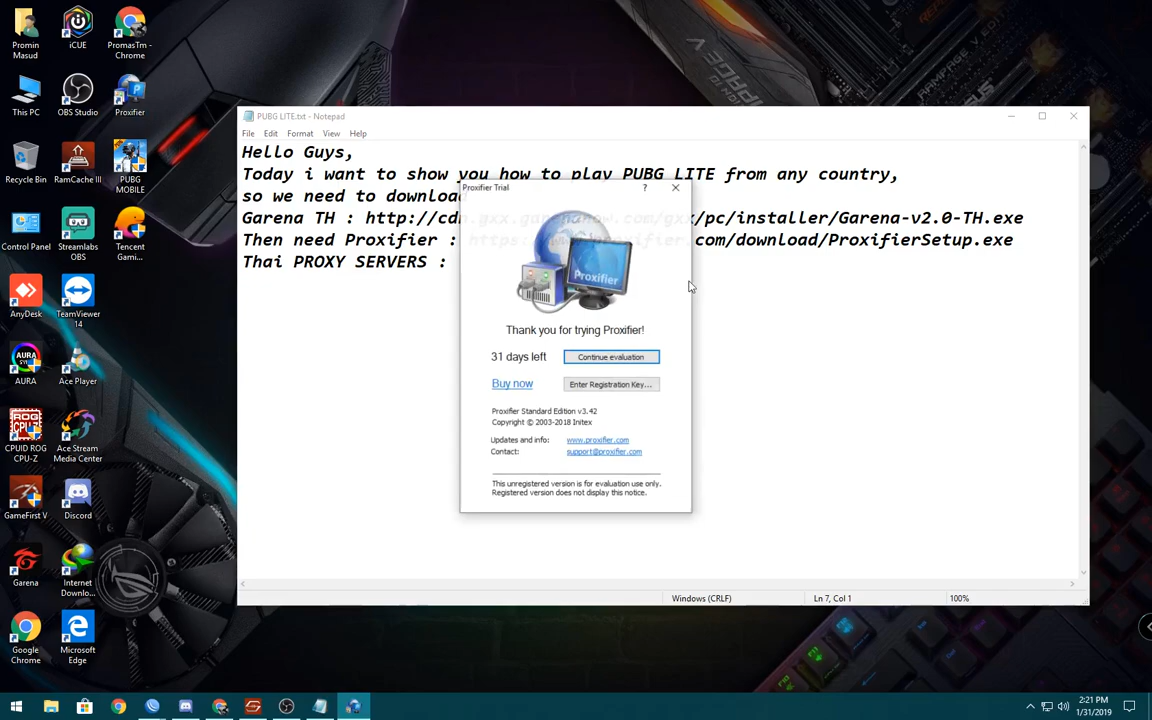 Promin Masud
iCUE
PromasTm - Chrome
This PC
OBS Studio
Proxifier
Recycle Bin
RamCache III
PUBG MOBILE
Control Panel
Streamlabs OBS
Tencent Gami...
AnyDesk
TeamViewer 14
AURA
Ace Player
CPUID ROG CPU-Z
Ace Stream Media Center
GameFirst V
Discord
Garena
Internet Downlo...
Google Chrome
Microsoft Edge
PUBG LITE.txt - Notepad
File Edit Format View Help
Hello Guys,
Today i want to show you how to play PUBG LITE from any country,
so we need to download
Garena TH : http://cdn.gxx.garenanow.com/gxx/pc/installer/Garena-v2.0-TH.exe
Then need Proxifier : https://www.proxifier.com/download/ProxifierSetup.exe
Thai PROXY SERVERS :
Proxifier Trial
?
Proxifier
Thank you for trying Proxifier!
31 days left Continue evaluation
Buy now Enter Registration Key...
Proxifier Standard Edition v3.42
Copyright © 2003-2018 Initex
Updates and info: www.proxifier.com
Contact: support@proxifier.com
This unregistered version is for evaluation use only.
Registered version does not display this notice.
Windows (CRLF) Ln 7, Col 1 100%
2:21 PM
1/31/2019